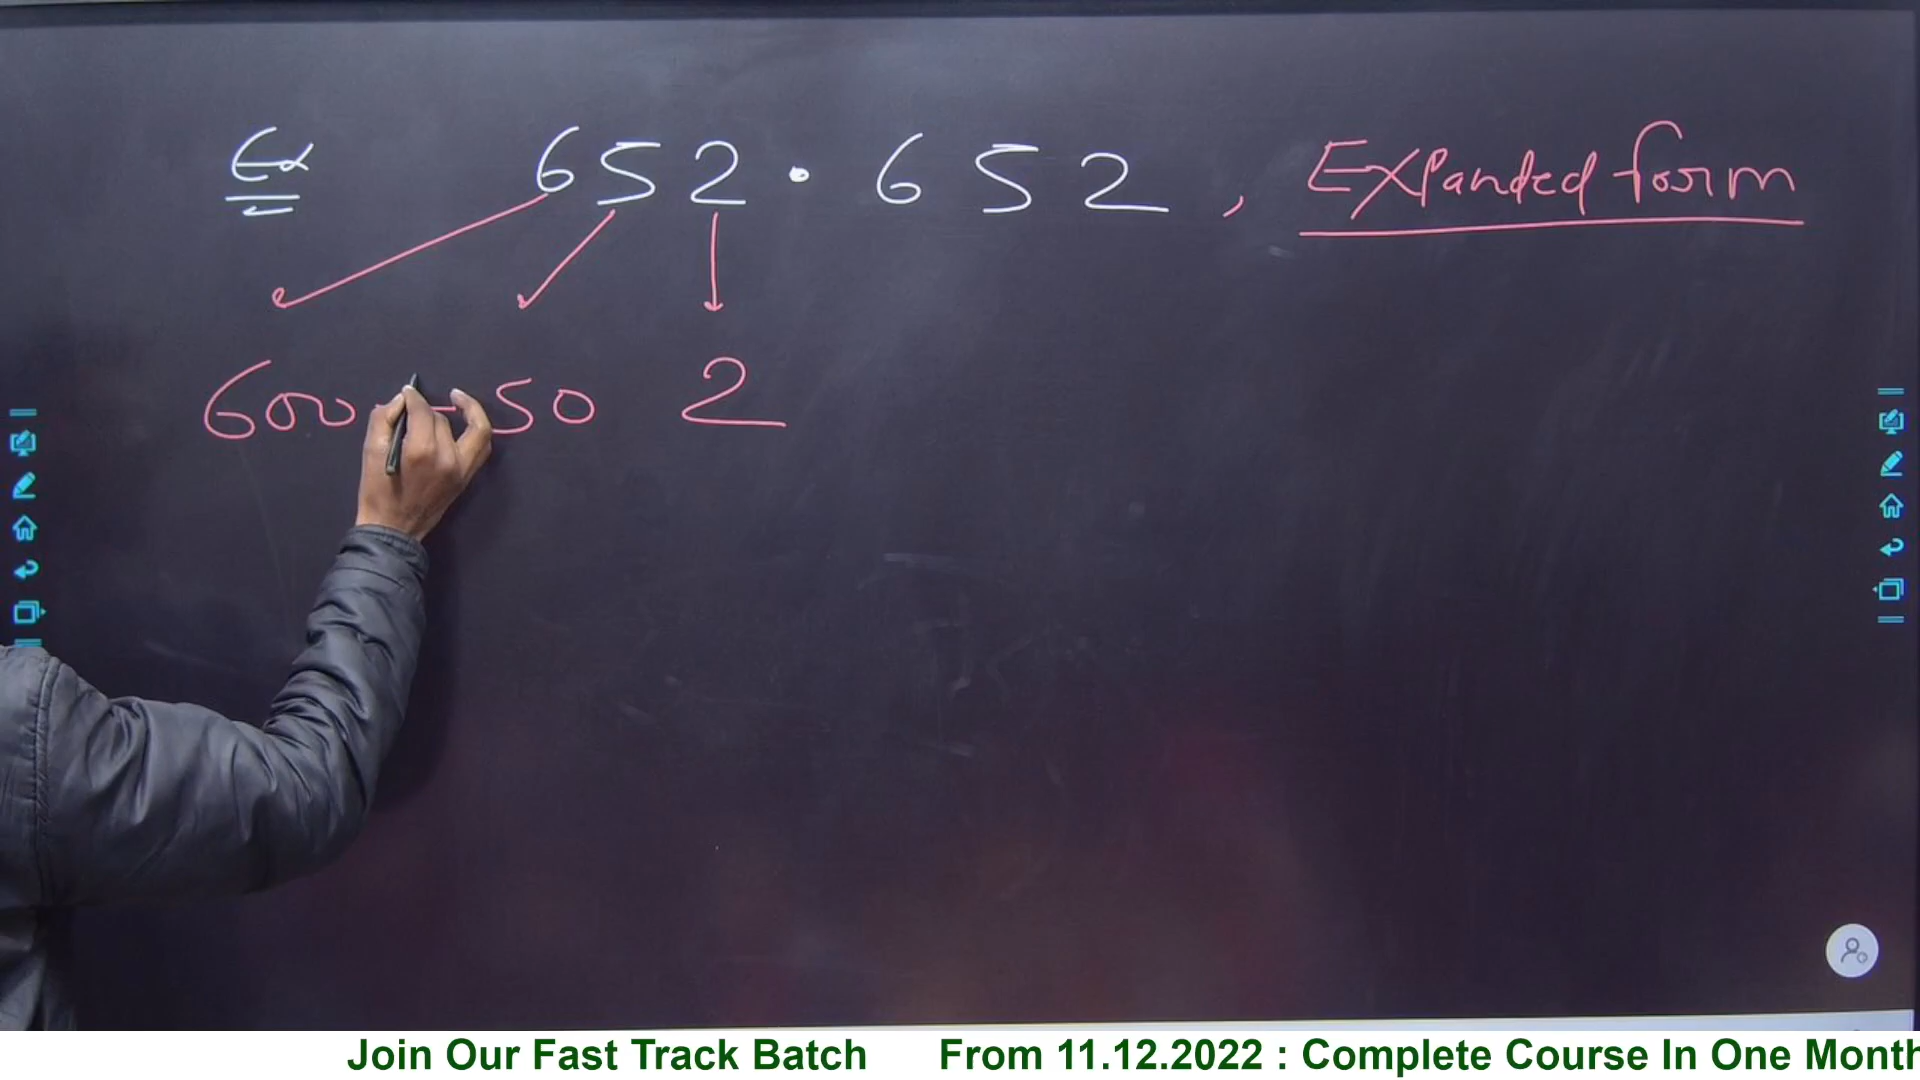 Ex 652.652, Expanded form
600 + 50 2
Join Our Fast Track Batch From 11.12.2022 : Complete Course In One Month